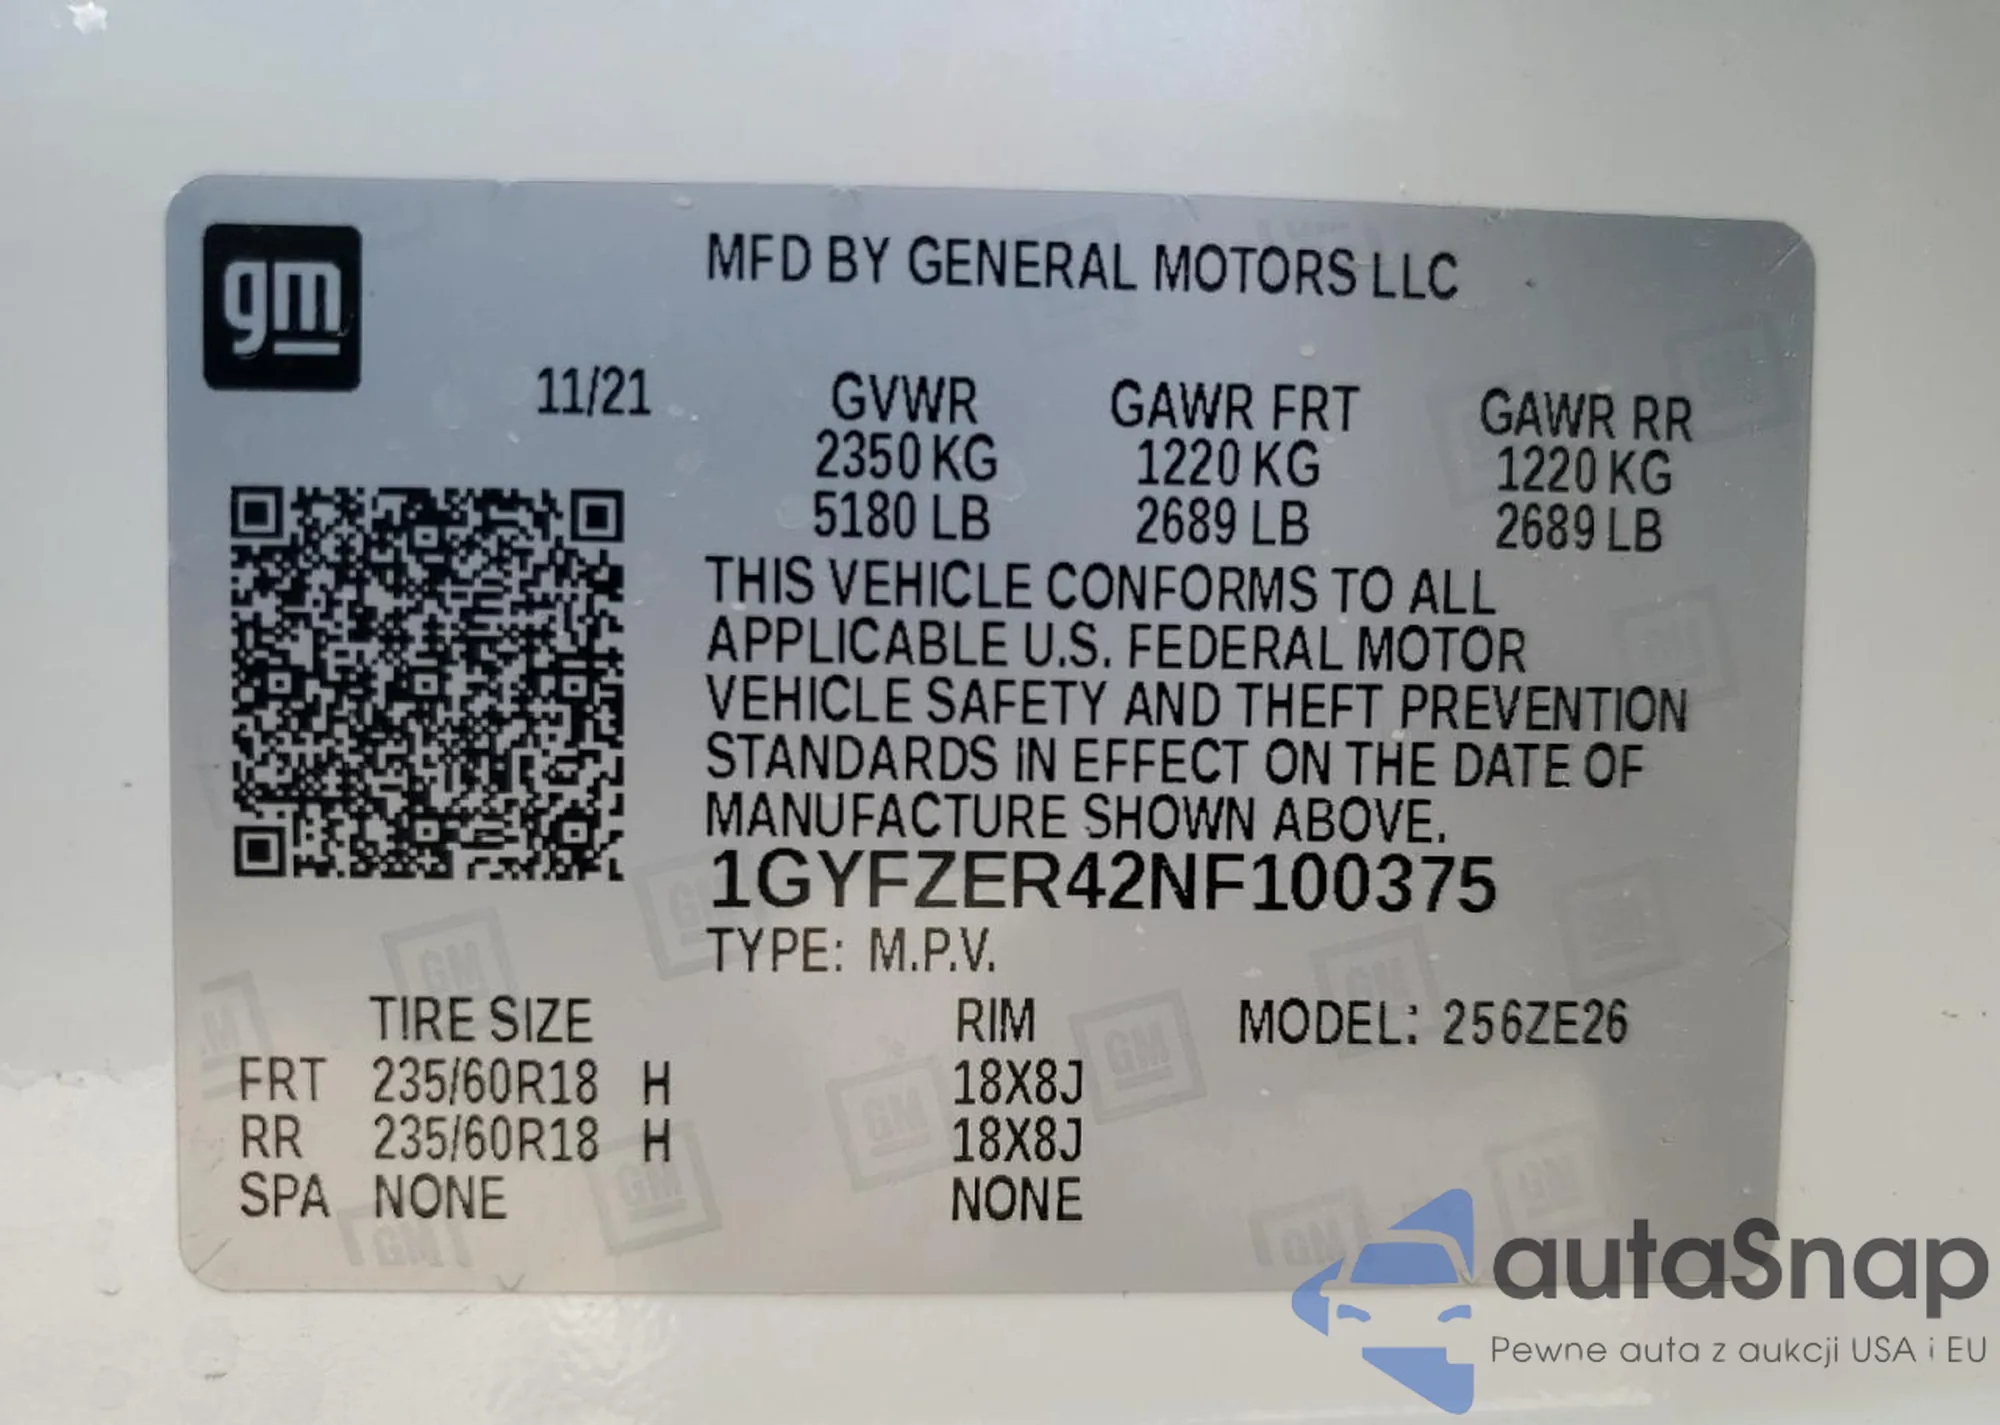 gm
MFD BY GENERAL MOTORS LLC
11/21 GVWR GAWR FRT GAWR RR
2350 KG 1220 KG 1220 KG
5180 LB 2689 LB 2689 LB
THIS VEHICLE CONFORMS TO ALL
APPLICABLE U.S. FEDERAL MOTOR
VEHICLE SAFETY AND THEFT PREVENTION
STANDARDS IN EFFECT ON THE DATE OF
MANUFACTURE SHOWN ABOVE.
1GYFZER42NF100375
TYPE: M.P.V.
TIRE SIZE RIM MODEL: 256ZE26
FRT 235/60R18 H 18X8J
RR 235/60R18 H 18X8J
SPA NONE NONE
autaSnap
Pewne auta z aukcji USA i EU